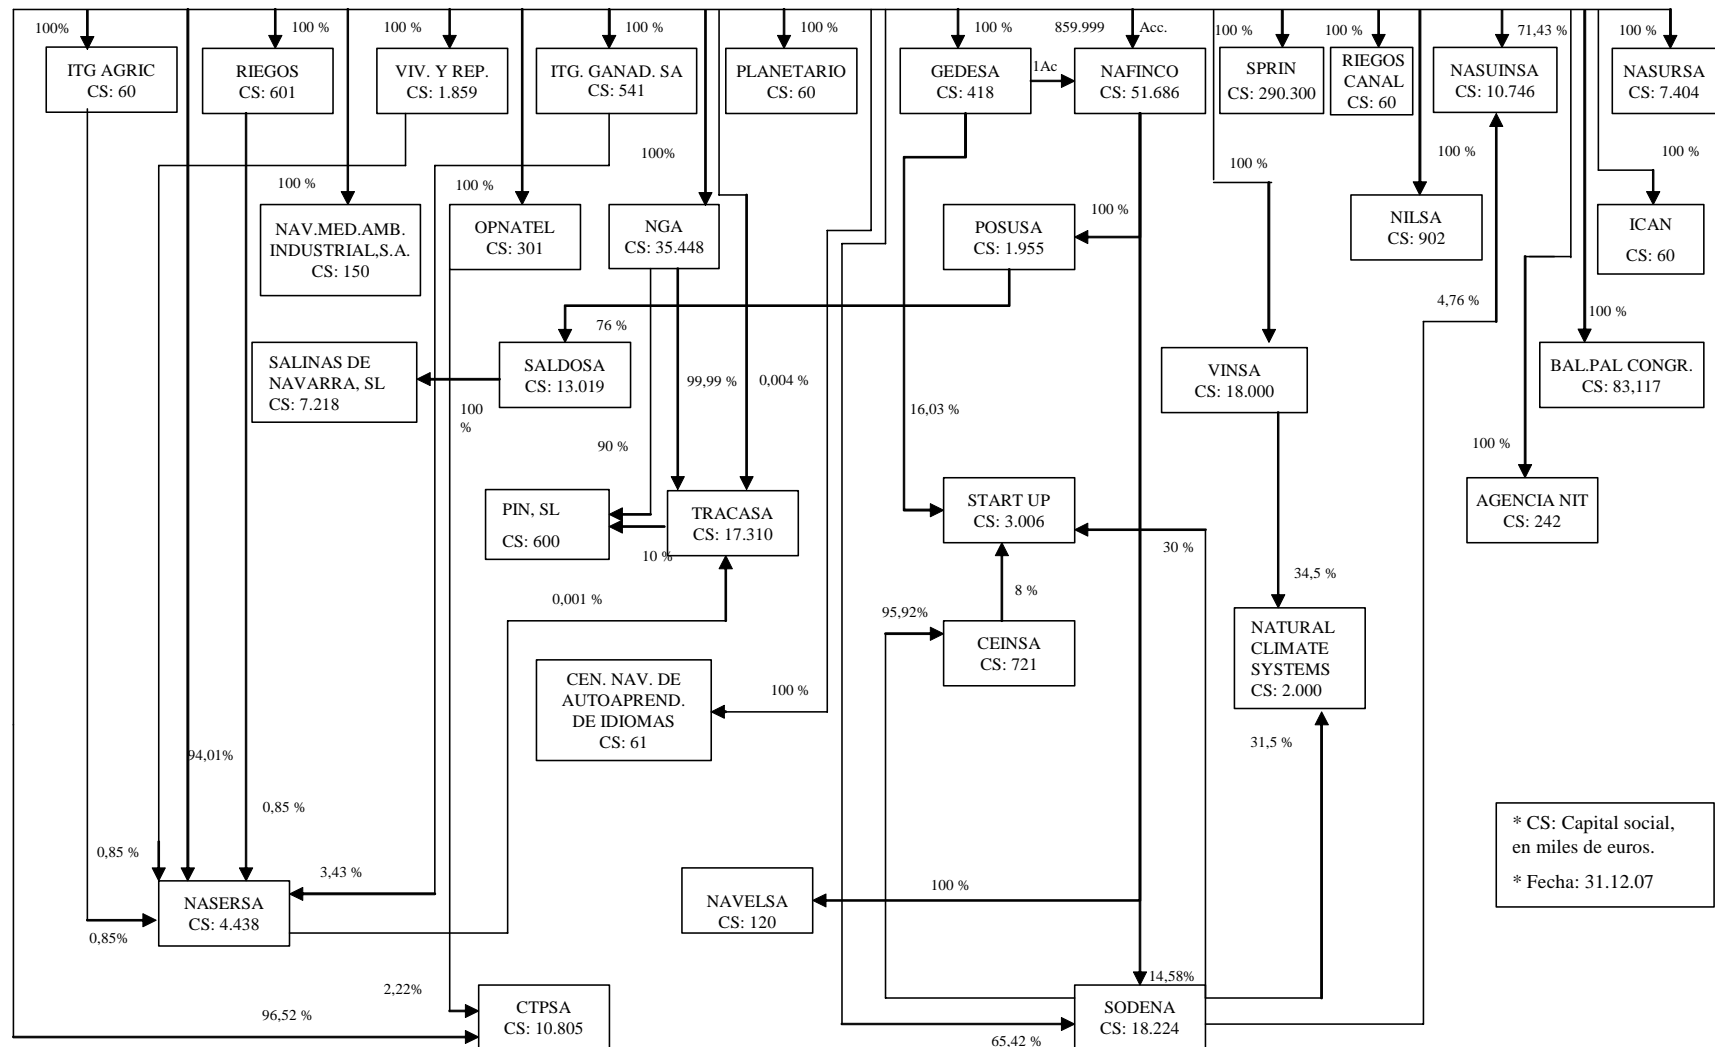 100%
100 %
100 %
100 %
100 %
100 %
859.999 Acc.
100 %
100 %
71,43 %
100 %
ITG AGRIC
CS: 60
RIEGOS
CS: 601
VIV. Y REP.
CS: 1.859
ITG. GANAD. SA
CS: 541
PLANETARIO
CS: 60
GEDESA
CS: 418
1Ac
NAFINCO
CS: 51.686
SPRIN
CS: 290.300
RIEGOS
CANAL
CS: 60
NASUINSA
CS: 10.746
NASURSA
CS: 7.404
100 %
100 %
100%
100 %
100 %
100 %
NAV.MED.AMB.
INDUSTRIAL,S.A.
CS: 150
OPNATEL
CS: 301
NGA
CS: 35.448
POSUSA
CS: 1.955
100 %
NILSA
CS: 902
ICAN
CS: 60
76 %
4,76 %
100 %
SALINAS DE
NAVARRA, SL
CS: 7.218
SALDOSA
CS: 13.019
99,99 %
0,004 %
VINSA
CS: 18.000
BAL.PAL CONGR.
CS: 83,117
100
%
16,03 %
90 %
100 %
PIN, SL
CS: 600
TRACASA
CS: 17.310
10 %
START UP
CS: 3.006
30 %
AGENCIA NIT
CS: 242
34,5 %
0,001 %
8 %
95,92%
CEINSA
CS: 721
NATURAL
CLIMATE
SYSTEMS
CS: 2.000
CEN. NAV. DE
AUTOAPREND.
DE IDIOMAS
CS: 61
100 %
31,5 %
94,01%
0,85 %
0,85 %
3,43 %
* CS: Capital social,
en miles de euros.
* Fecha: 31.12.07
NASERSA
CS: 4.438
0,85%
NAVELSA
CS: 120
100 %
14,58%
2,22%
96,52 %
CTPSA
CS: 10.805
SODENA
CS: 18.224
65,42 %